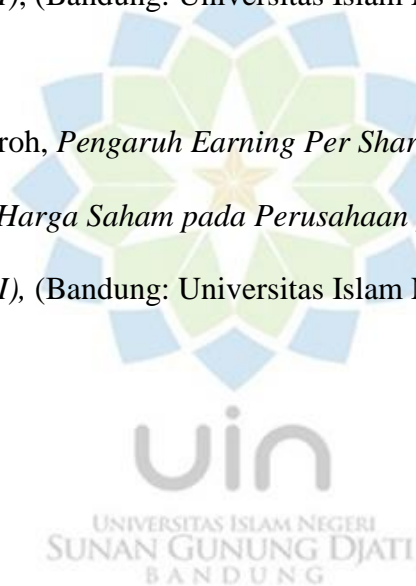 ), (Bandung: Universitas Islam
roh, Pengaruh Earning Per Shar
Harga Saham pada Perusahaan
I), (Bandung: Universitas Islam
uin
UNIVERSITAS ISLAM NEGERI
SUNAN GUNUNG DJATI
BANDUNG